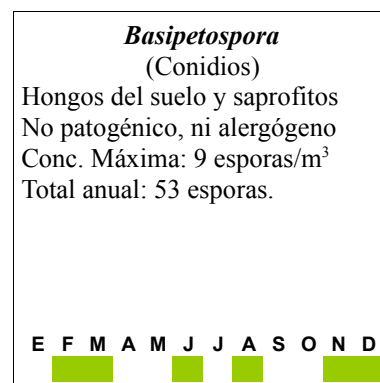 Basipetospora
(Conidios)
Hongos del suelo y saprofitos
No patogénico, ni alergógeno
Conc. Máxima: 9 esporas/m³
Total anual: 53 esporas.
E F M A M J J A S O N D